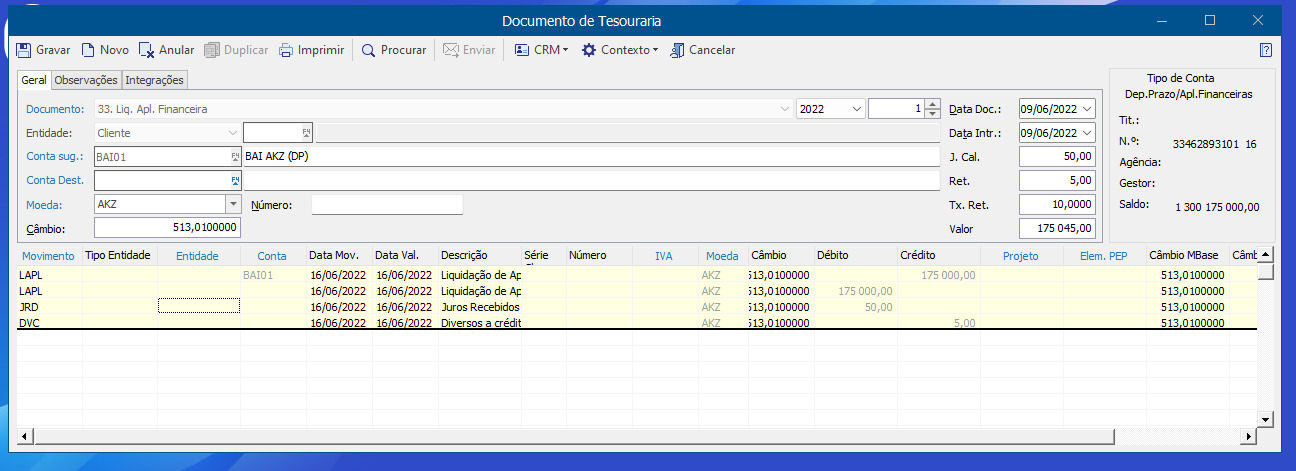 Documento de Tesouraria
Gravar Novo Anular Duplicar Imprimir Procurar Enviar CRM Contexto Cancelar
Geral Observações Integrações
Documento: 33. Liq. Apl. Financeira 2022 1 Data Doc.: 09/06/2022
Entidade: Cliente F4 Data Intr.: 09/06/2022
Conta sug.: BAI01 F4 BAI AKZ (DP) J. Cal. 50,00
Conta Dest. F4 Ret. 5,00
Moeda: AKZ Número: Tx. Ret. 10,0000
Câmbio: 513,0100000 Valor 175 045,00
Tipo de Conta
Dep.Prazo/Apl.Financeiras
Tit.:
N.º: 33462893101 16
Agência:
Gestor:
Saldo: 1 300 175 000,00
Movimento Tipo Entidade Entidade Conta Data Mov. Data Val. Descrição Série Número IVA Moeda Câmbio Débito Crédito Projeto Elem. PEP Câmbio MBase Câmb
LAPL BAI01 16/06/2022 16/06/2022 Liquidação de Ap AKZ 513,0100000 175 000,00 513,0100000
LAPL 16/06/2022 16/06/2022 Liquidação de Ap AKZ 513,0100000 175 000,00 513,0100000
JRD 16/06/2022 16/06/2022 Juros Recebidos AKZ 513,0100000 50,00 513,0100000
DVC 16/06/2022 16/06/2022 Diversos a crédit AKZ 513,0100000 5,00 513,0100000